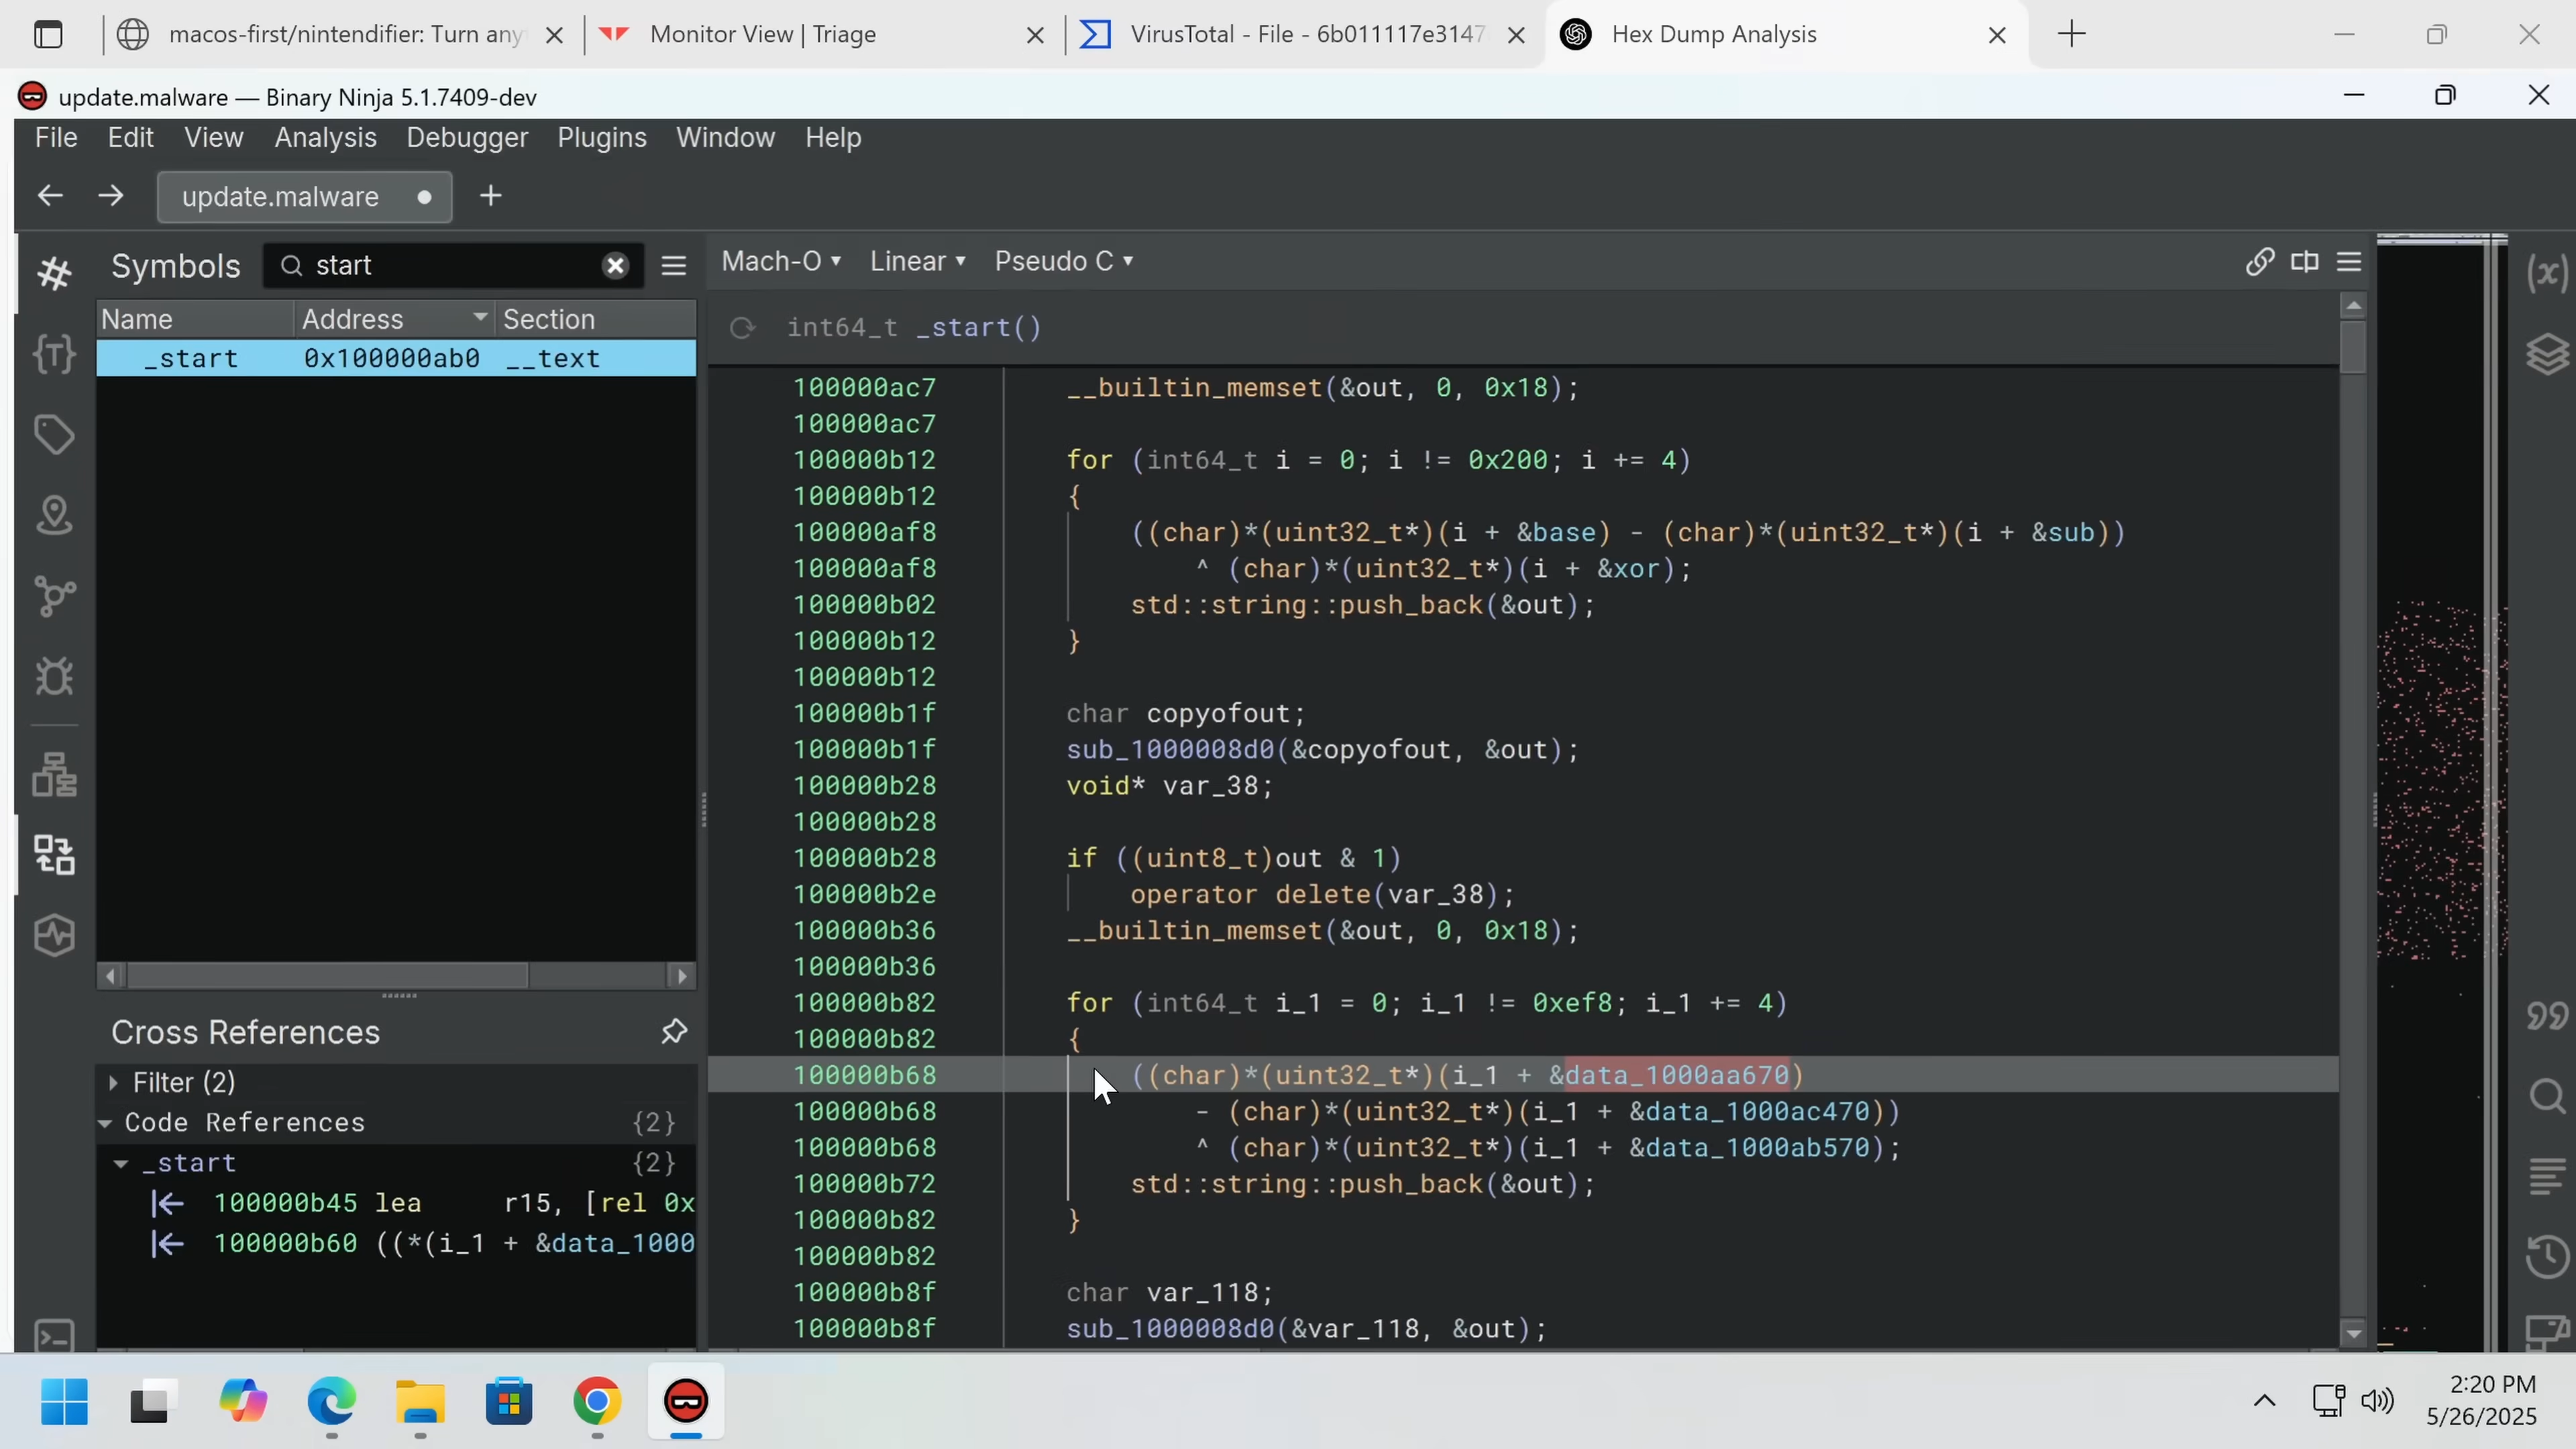 macos-first/nintendifier: Turn any
Monitor View | Triage
VirusTotal - File - 6b011117e3147
Hex Dump Analysis
update.malware — Binary Ninja 5.1.7409-dev
File Edit View Analysis Debugger Plugins Window Help
update.malware
Symbols start
Mach-O Linear Pseudo C
Name Address Section
_start 0x100000ab0 __text
int64_t _start()
100000ac7 __builtin_memset(&out, 0, 0x18);
100000ac7
100000b12 for (int64_t i = 0; i != 0x200; i += 4)
100000b12 {
100000af8 ((char)*(uint32_t*)(i + &base) - (char)*(uint32_t*)(i + &sub))
100000af8 ^ (char)*(uint32_t*)(i + &xor);
100000b02 std::string::push_back(&out);
100000b12 }
100000b12
100000b1f char copyofout;
100000b1f sub_1000008d0(&copyofout, &out);
100000b28 void* var_38;
100000b28
100000b28 if ((uint8_t)out & 1)
100000b2e operator delete(var_38);
100000b36 __builtin_memset(&out, 0, 0x18);
100000b36
100000b82 for (int64_t i_1 = 0; i_1 != 0xef8; i_1 += 4)
100000b82 {
100000b68 ((char)*(uint32_t*)(i_1 + &data_1000aa670)
100000b68 - (char)*(uint32_t*)(i_1 + &data_1000ac470))
100000b68 ^ (char)*(uint32_t*)(i_1 + &data_1000ab570);
100000b72 std::string::push_back(&out);
100000b82 }
100000b82
100000b8f char var_118;
100000b8f sub_1000008d0(&var_118, &out);
Cross References
Filter (2)
Code References {2}
_start {2}
100000b45 lea r15, [rel 0x
100000b60 ((*(i_1 + &data_1000
2:20 PM
5/26/2025